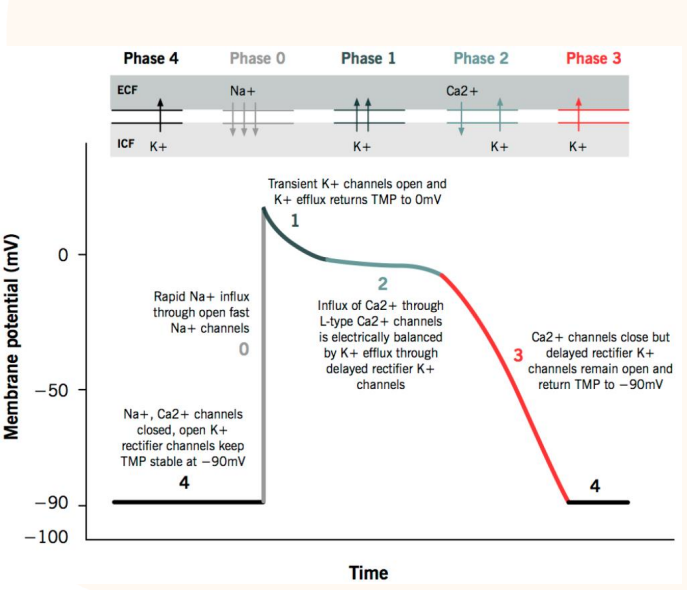 Phase 4 Phase 0 Phase 1 Phase 2 Phase 3
ECF Na+ Ca2+
ICF K+ K+ K+ K+
Transient K+ channels open and
K+ efflux returns TMP to 0mV
1
0
2
Rapid Na+ influx
through open fast
Na+ channels
0
Influx of Ca2+ through
L-type Ca2+ channels
is electrically balanced
by K+ efflux through
delayed rectifier K+
channels
3
Ca2+ channels close but
delayed rectifier K+
channels remain open and
return TMP to −90mV
−50
Na+, Ca2+ channels
closed, open K+
rectifier channels keep
TMP stable at −90mV
4
4
−90
−100
Membrane potential (mV)
Time